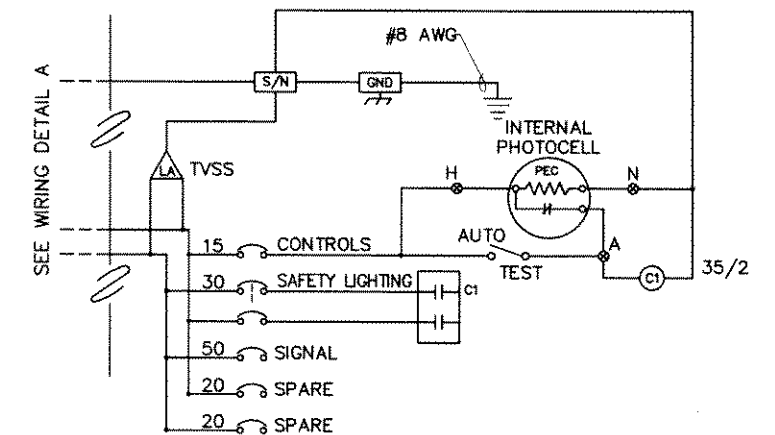 #8 AWG
S/N
GND
SEE WIRING DETAIL A
INTERNAL
PHOTOCELL
LA
TVSS
H
PEC
N
15
CONTROLS
AUTO
TEST
A
C1
35/2
30
SAFETY LIGHTING
C1
50
SIGNAL
20
SPARE
20
SPARE